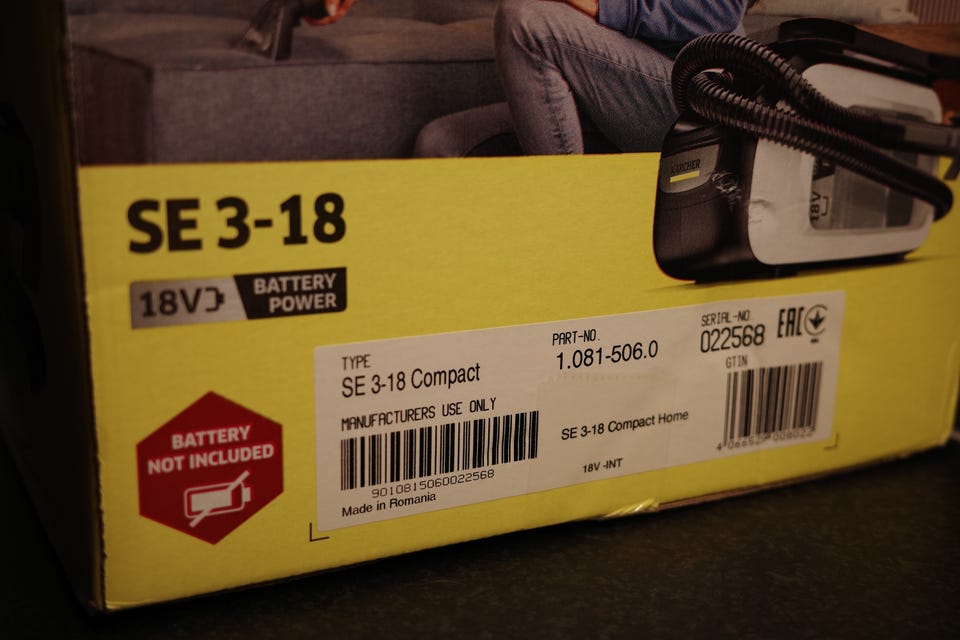 KÄRCHER
18V
SE 3-18
18V
BATTERY
POWER
BATTERY
NOT INCLUDED
TYPE
SE 3-18 Compact
PART-NO.
1.081-506.0
SERIAL-NO.
022568
EAC
GTIN
MANUFACTURERS USE ONLY
9010815060022568
Made in Romania
SE 3-18 Compact Home
18V -INT